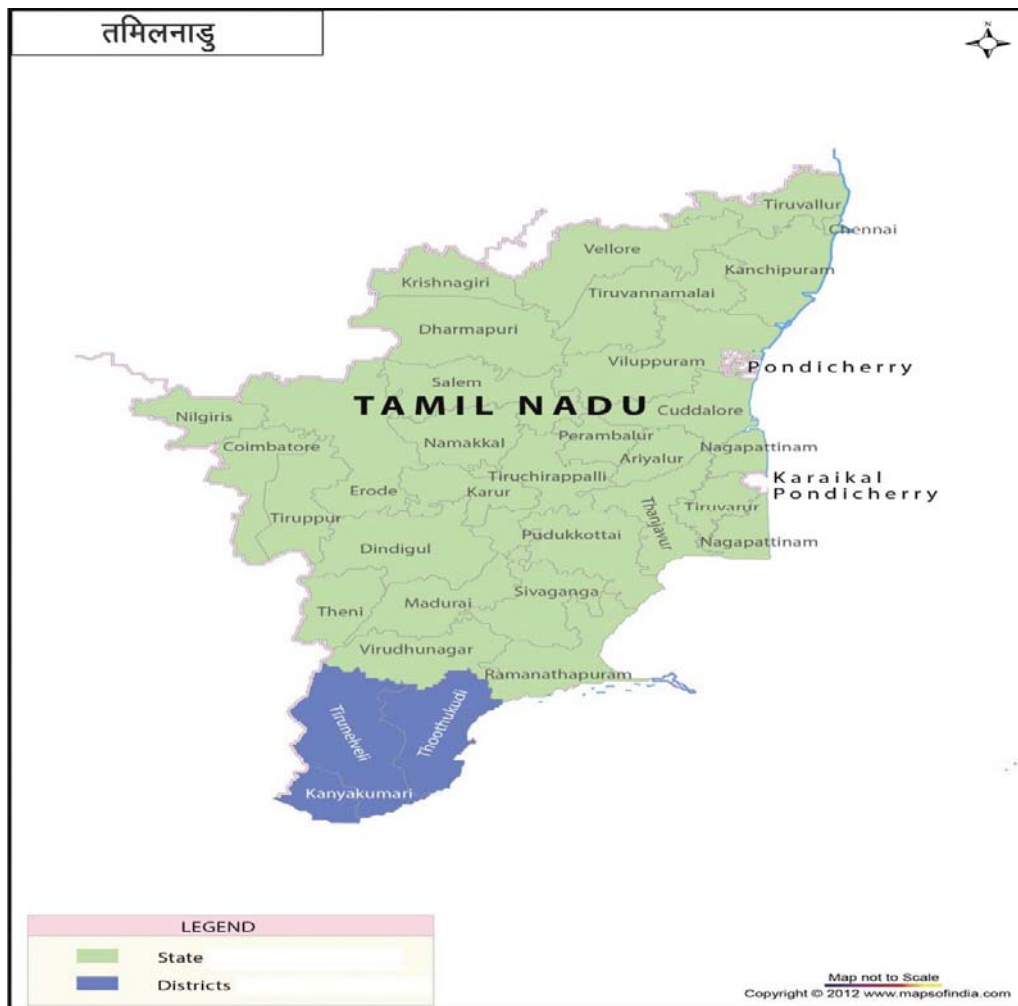 तमिलनाडु
N
Tiruvallur
Chennai
Vellore
Kanchipuram
Krishnagiri
Tiruvannamalai
Dharmapuri
Viluppuram
Pondicherry
Salem
TAMIL NADU
Cuddalore
Nilgiris
Coimbatore
Namakkal
Perambalur
Nagapattinam
Ariyalur
Tiruchirappalli
Karaikal
Pondicherry
Erode
Karur
Tiruvarur
Tiruppur
Thanjavur
Pudukkottai
Nagapattinam
Dindigul
Sivaganga
Theni
Madurai
Virudhunagar
Ramanathapuram
Tirunelveli
Thoothukudi
Kanyakumari
LEGEND
State
Districts
Map not to Scale
Copyright © 2012 www.mapsofindia.com